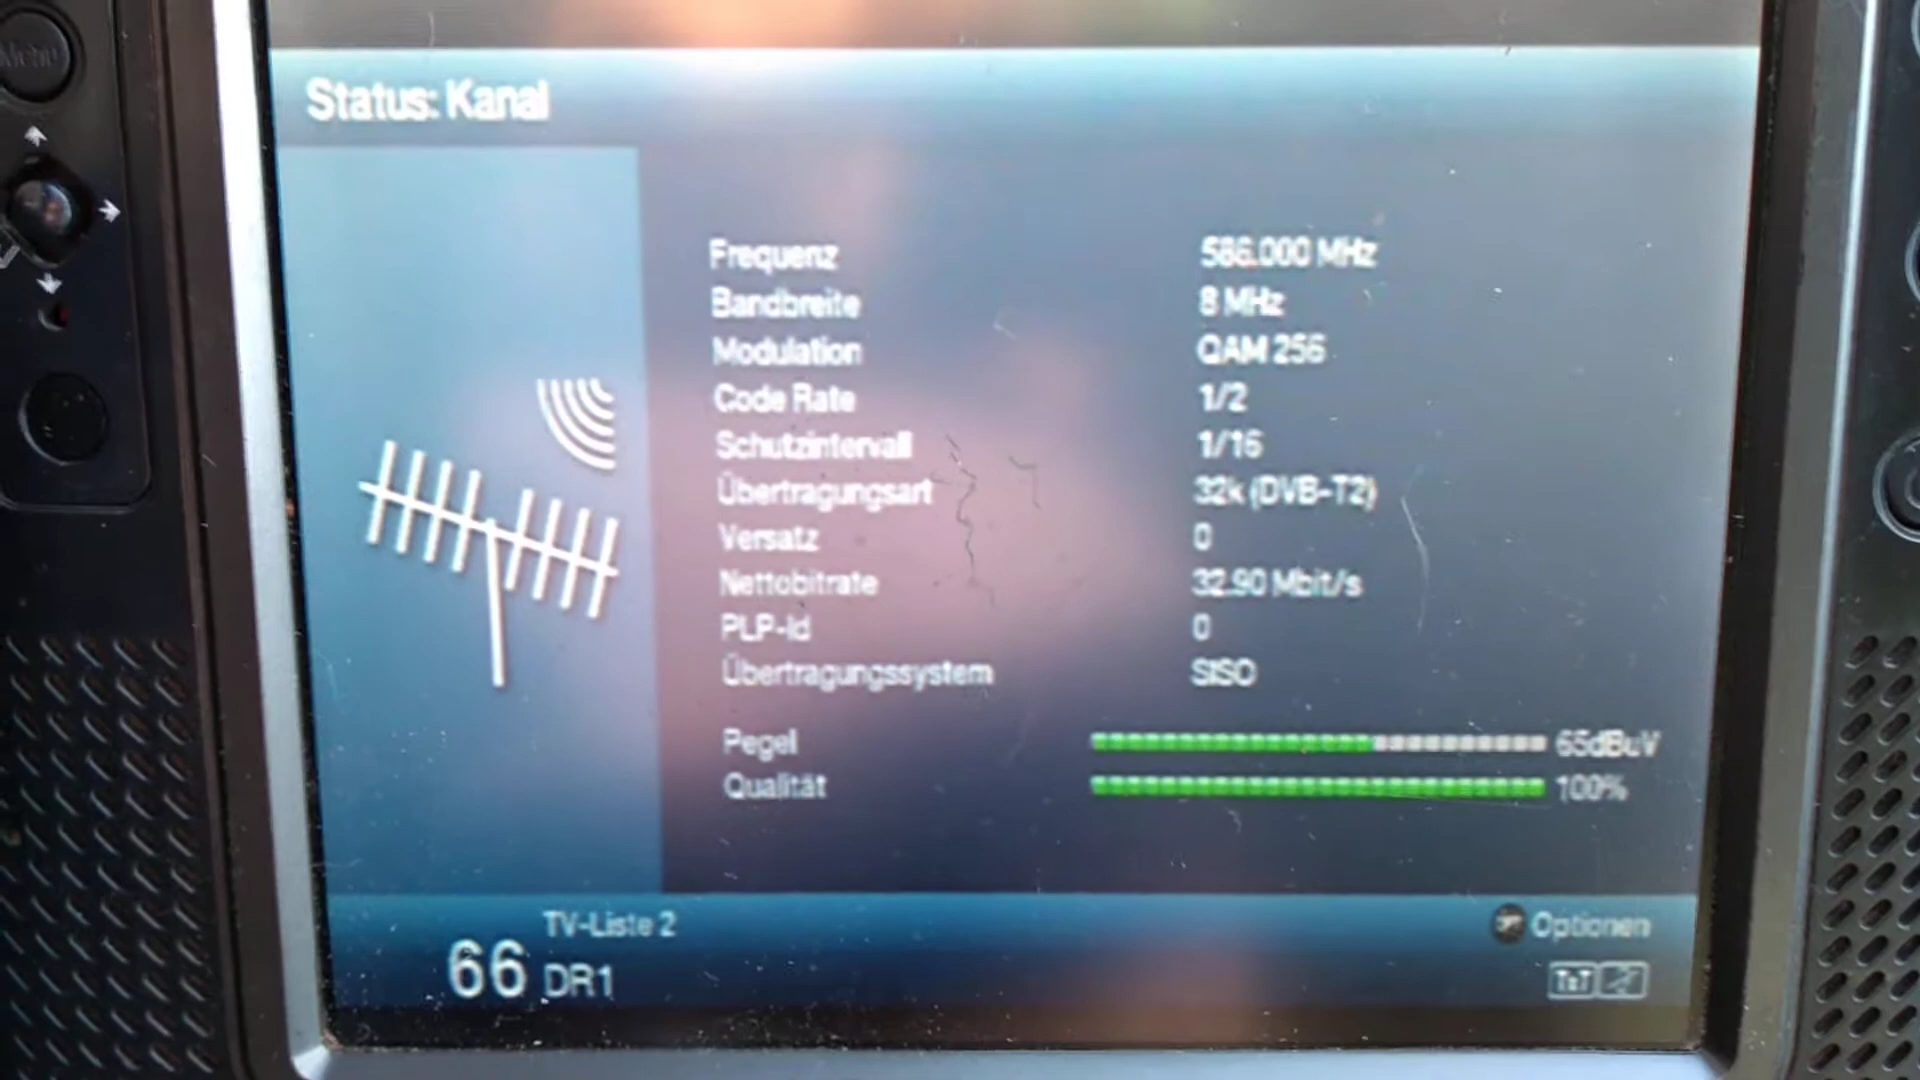 Menu
Status: Kanal
Frequenz 586.000 MHz
Bandbreite 8 MHz
Modulation QAM 256
Code Rate 1/2
Schutzintervall 1/16
Übertragungsart 32k (DVB-T2)
Versatz 0
Nettobitrate 32.90 Mbit/s
PLP-Id 0
Übertragungssystem SISO
Pegel 65dBuV
Qualität 100%
TV-Liste 2
Optionen
66 DR1
TxT